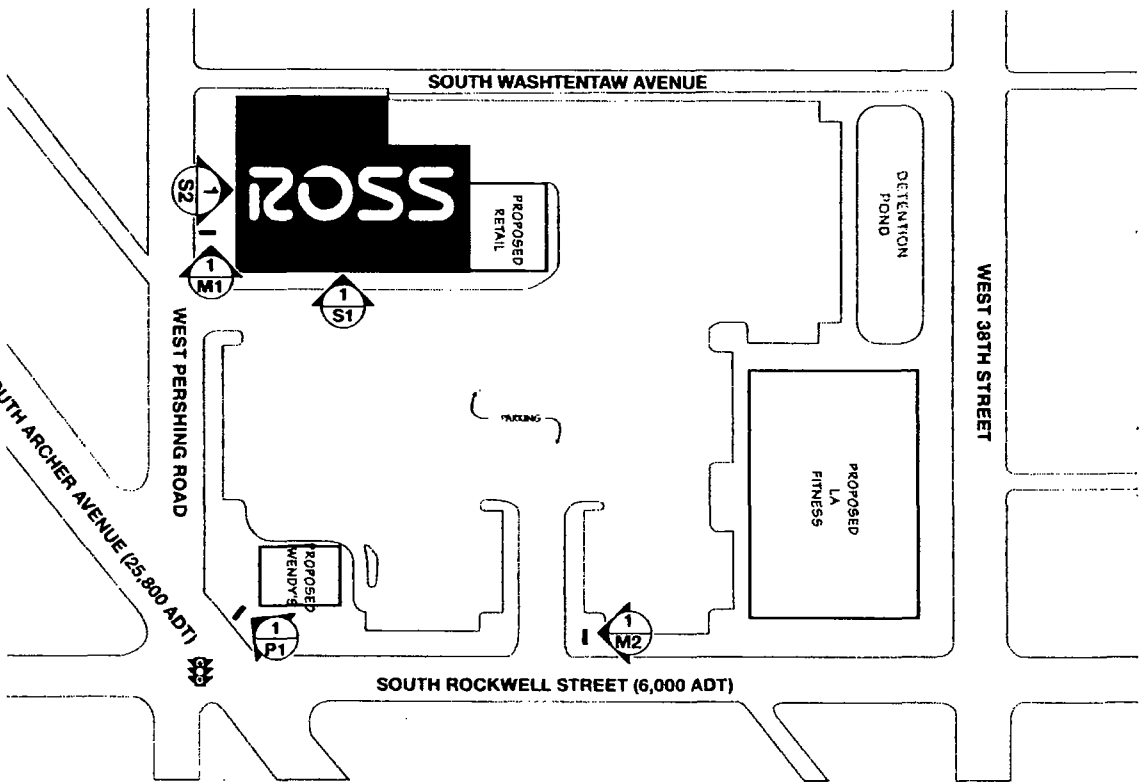 SOUTH WASHTENTAW AVENUE
ROSS
PROPOSED
RETAIL
DETENTION
POND
WEST 38TH STREET
1
S2
1
M1
1
S1
WEST PERSHING ROAD
PARKING
PROPOSED
LA
FITNESS
SOUTH ARCHER AVENUE (25,800 ADT)
PROPOSED
WENDY'S
1
P1
1
M2
SOUTH ROCKWELL STREET (6,000 ADT)